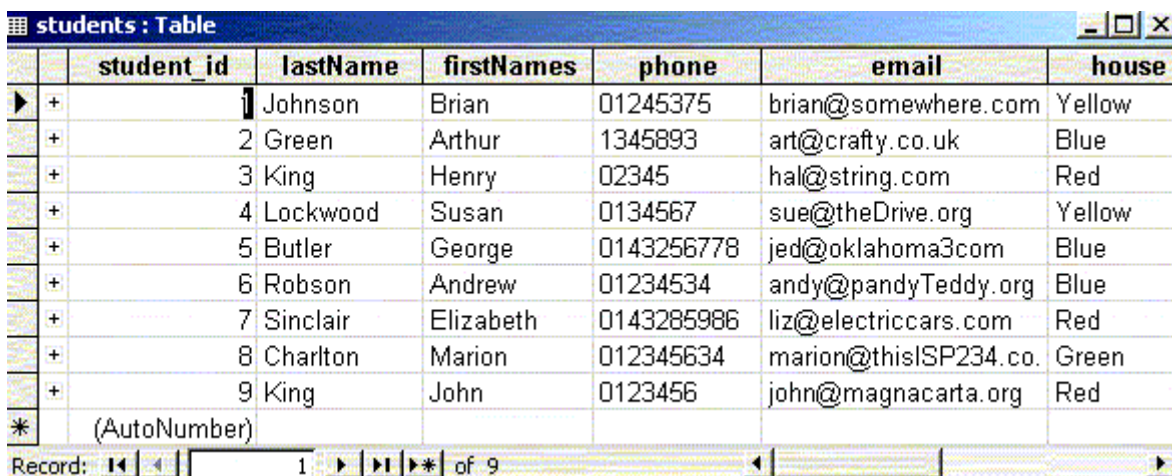 students : Table
student_id lastName firstNames phone email house
1 Johnson Brian 01245375 brian@somewhere.com Yellow
2 Green Arthur 1345893 art@crafty.co.uk Blue
3 King Henry 02345 hal@string.com Red
4 Lockwood Susan 0134567 sue@theDrive.org Yellow
5 Butler George 0143256778 jed@oklahoma3com Blue
6 Robson Andrew 01234534 andy@pandyTeddy.org Blue
7 Sinclair Elizabeth 0143285986 liz@electriccars.com Red
8 Charlton Marion 012345634 marion@thisISP234.co. Green
9 King John 0123456 john@magnacarta.org Red
(AutoNumber)
Record: 1 of 9